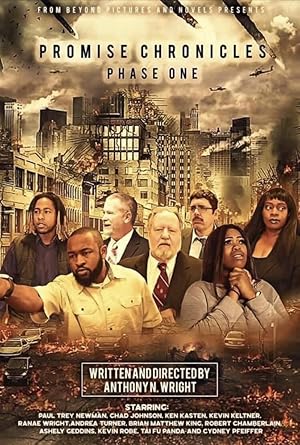 FROM BEYOND PICTURES AND NOVELS PRESENTS
PROMISE CHRONICLES
PHASE ONE
WRITTEN AND DIRECTED BY
ANTHONY N. WRIGHT
STARRING:
PAUL TREY NEWMAN, CHAD JOHNSON, KEN KASTEN, KEVIN KELTNER,
RANAE WRIGHT, ANDREA TURNER, BRIAN MATTHEW KING, ROBERT CHAMBERLAIN,
ASHELY GEDDINS, KEVIN ROBE, TAI FU PANDA AND CYDNEY PFEIFFER